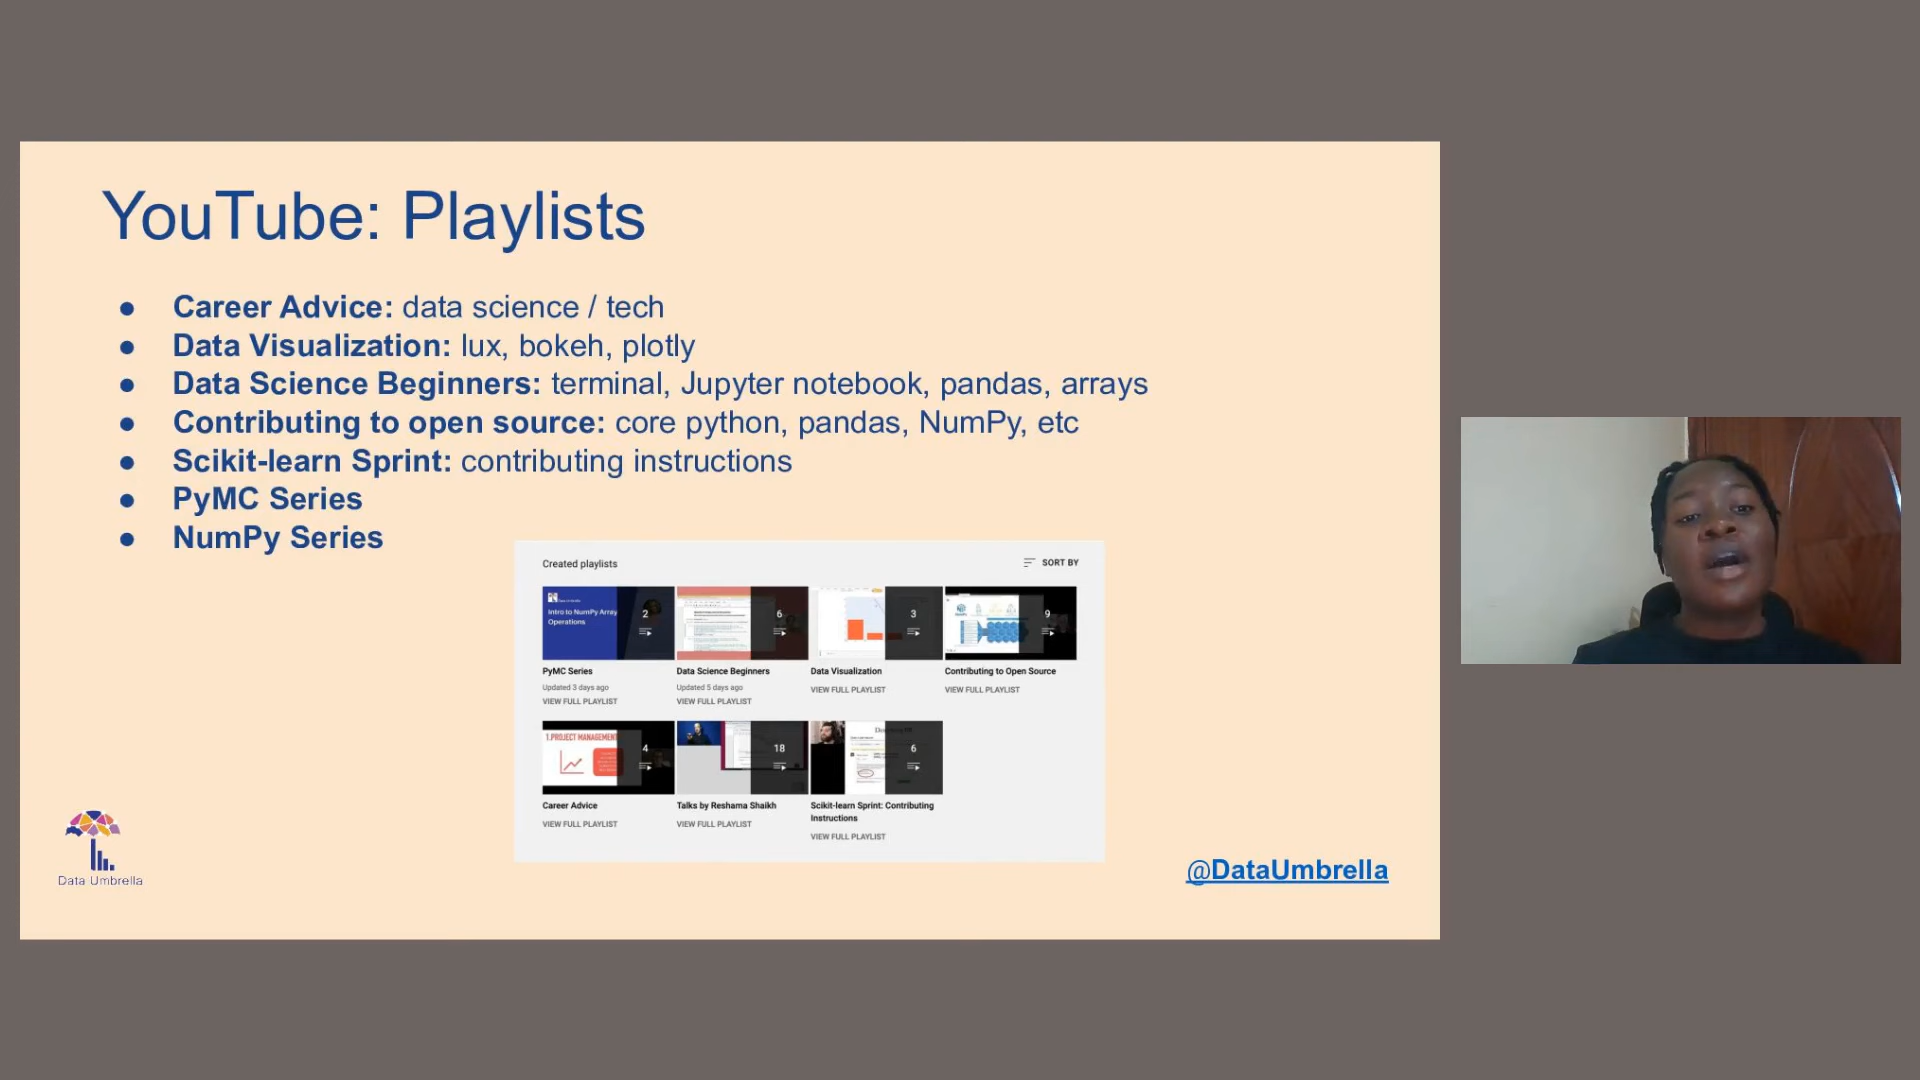 YouTube: Playlists
● Career Advice: data science / tech
● Data Visualization: lux, bokeh, plotly
● Data Science Beginners: terminal, Jupyter notebook, pandas, arrays
● Contributing to open source: core python, pandas, NumPy, etc
● Scikit-learn Sprint: contributing instructions
● PyMC Series
● NumPy Series
Created playlists
SORT BY
Intro to NumPy Array
Operations
2
6
3
9
PyMC Series
Updated 3 days ago
VIEW FULL PLAYLIST
Data Science Beginners
Updated 5 days ago
VIEW FULL PLAYLIST
Data Visualization
VIEW FULL PLAYLIST
Contributing to Open Source
VIEW FULL PLAYLIST
1.PROJECT MANAGEMENT
4
18
6
Career Advice
VIEW FULL PLAYLIST
Talks by Reshama Shaikh
VIEW FULL PLAYLIST
Scikit-learn Sprint: Contributing
Instructions
VIEW FULL PLAYLIST
Data Umbrella
@DataUmbrella